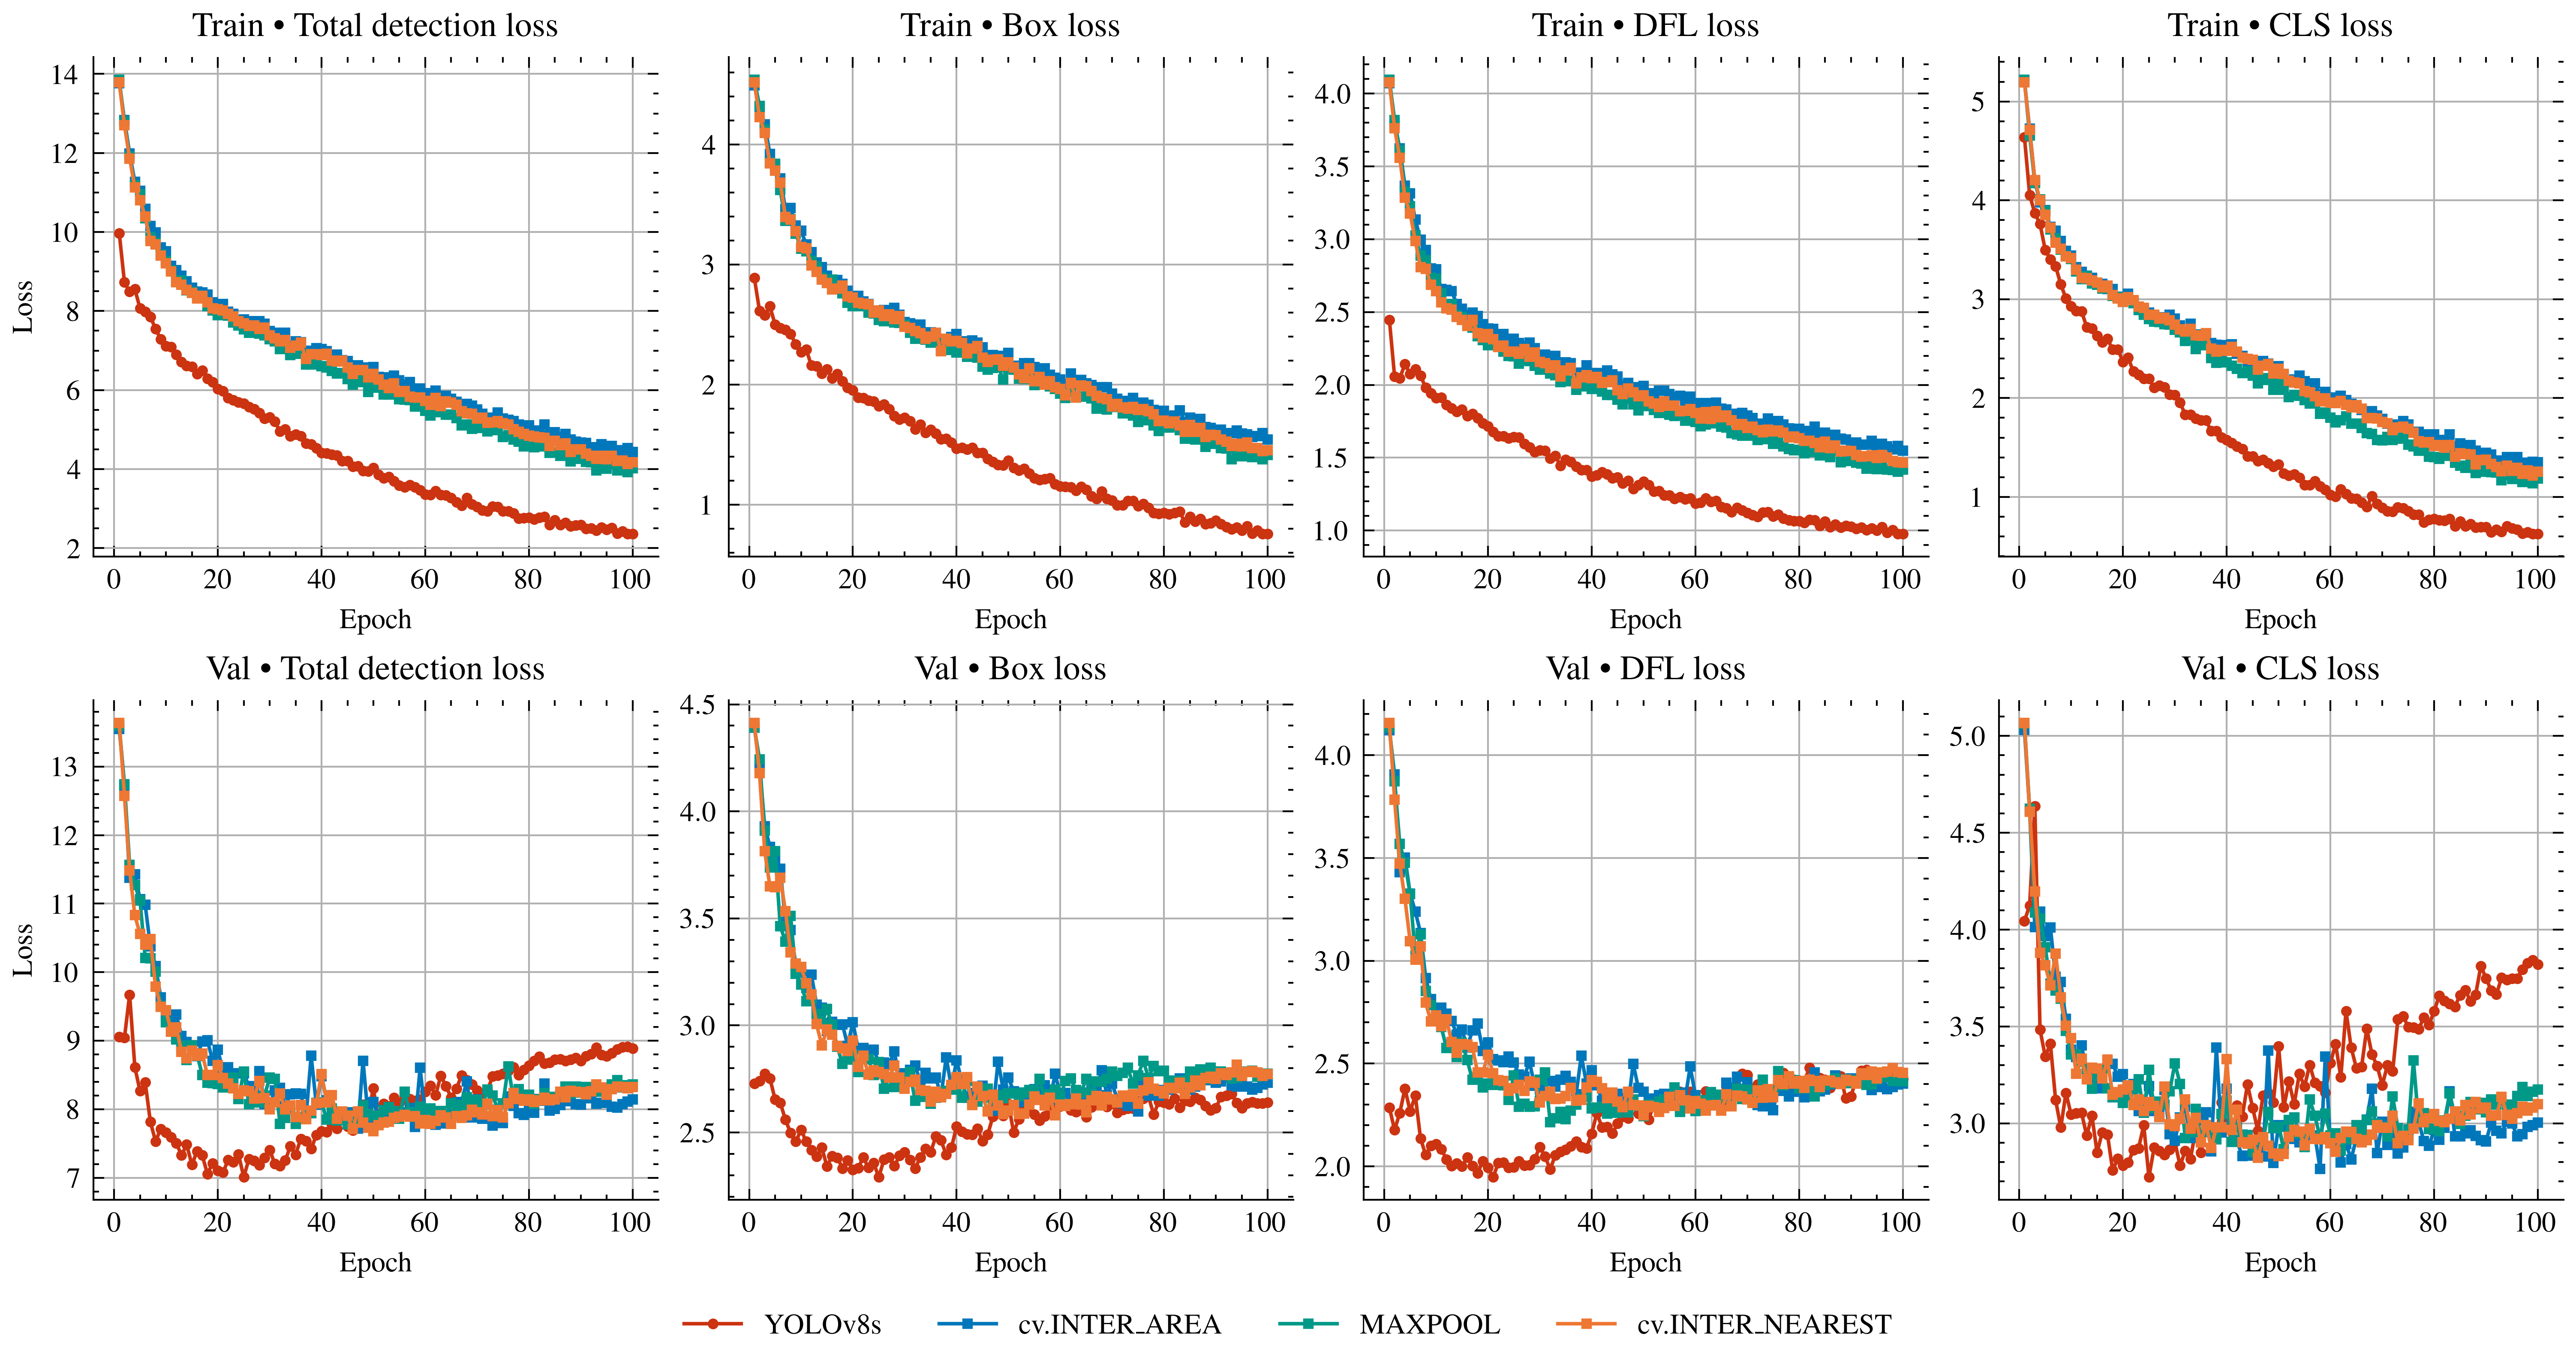 Train • Total detection loss
Train • Box loss
Train • DFL loss
Train • CLS loss
Loss
14
12
10
8
6
4
2
0 20 40 60 80 100
Epoch
4
3
2
1
0 20 40 60 80 100
Epoch
4.0
3.5
3.0
2.5
2.0
1.5
1.0
0 20 40 60 80 100
Epoch
5
4
3
2
1
0 20 40 60 80 100
Epoch
Val • Total detection loss
Val • Box loss
Val • DFL loss
Val • CLS loss
Loss
13
12
11
10
9
8
7
0 20 40 60 80 100
Epoch
4.5
4.0
3.5
3.0
2.5
0 20 40 60 80 100
Epoch
4.0
3.5
3.0
2.5
2.0
0 20 40 60 80 100
Epoch
5.0
4.5
4.0
3.5
3.0
0 20 40 60 80 100
Epoch
YOLOv8s
cv.INTER_AREA
MAXPOOL
cv.INTER_NEAREST